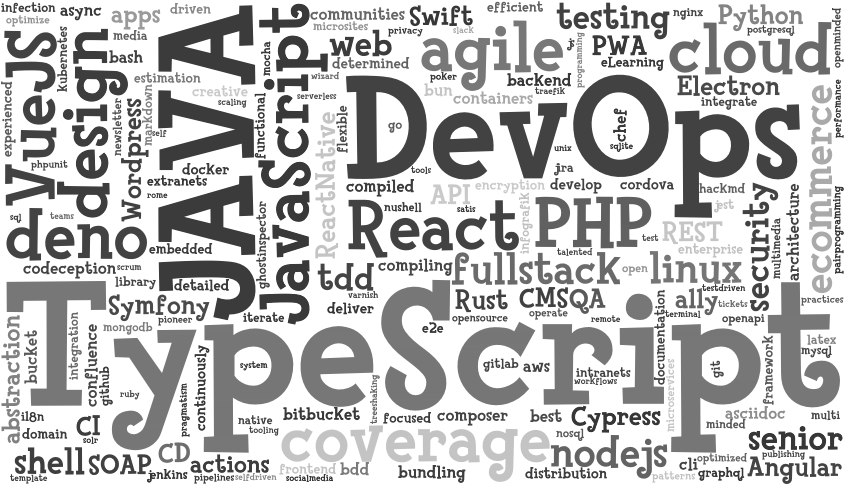 infection
async
apps
driven
communities
Swift
efficient
testing
nginx
Python
openminded
optimize
media
microsites
privacy
slack
postgresql
kubernetes
bash
web
determined
agile
jt
programming
PWA
eLearning
cloud
experienced
VueJS
design
estimation
creative
scaling
JAVA
mocha
JavaScript
wizard
serverless
poker
backend
traefik
bun
containers
Electron
integrate
performance
newsletter
markdown
self
functional
flexible
DevOps
go
chef
sqlite
unix
tools
ecommerce
phpunit
Wordpress
docker
extranets
rome
ReactNative
compiled
API
encryption
jira
develop
cordova
hackmd
jest
pairprogramming
sql
teams
deno
embedded
ghostinspector
React
nushell
satis
infografik
PHP
talented
test
REST
enterprise
security
multimedia
architecture
codeception
scrum
library
detailed
tdd
compiling
fullstack
open
linux
testdriven
varnish
deliver
Symfony
pioneer
iterate
Rust
CMS
QA
opensource
operate
remote
documentation
ally
tickets
terminal
openapi
practices
TypeScript
abstraction
bucket
integration
mongodb
confluence
github
ruby
pragmatism
continuously
system
e2e
gitlab
aws
intranets
workflows
microservices
git
framework
latex
mysql
treeshaking
i18n
domain
CI
solr
native
tooling
bitbucket
focused
composer
best
Cypress
nosql
asciidoc
minded
multi
shell
SOAP
CD
jenkins
actions
pipelines
selfdriven
coverage
frontend
socialmedia
bdd
bundling
nodejs
distribution
patterns
cli
optimized
graphql
senior
publishing
Angular
template